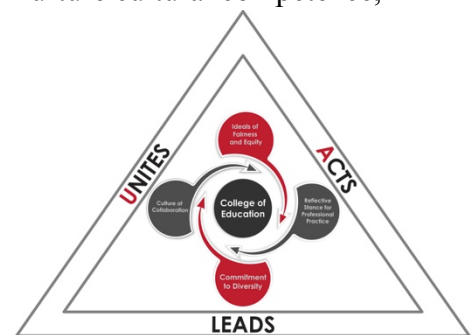 Ideals of
Fairness
and Equity
UNITES
ACTS
Culture of
Collaboration
College of
Education
Reflective
Stance for
Professional
Practice
Commitment
to Diversity
LEADS